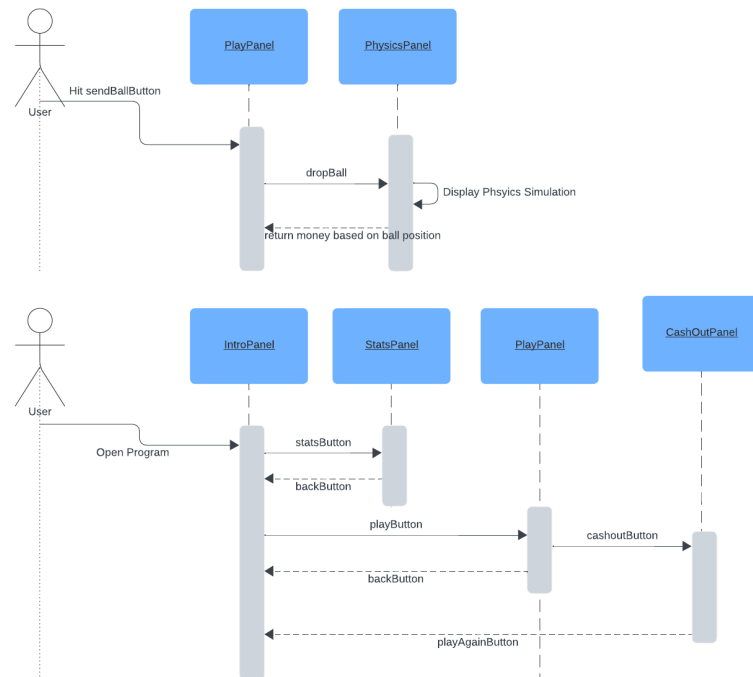 PlayPanel
PhysicsPanel
Hit sendBallButton
User
dropBall
Display Phsyics Simulation
return money based on ball position
IntroPanel
StatsPanel
PlayPanel
CashOutPanel
User
Open Program
statsButton
backButton
playButton
cashoutButton
backButton
playAgainButton